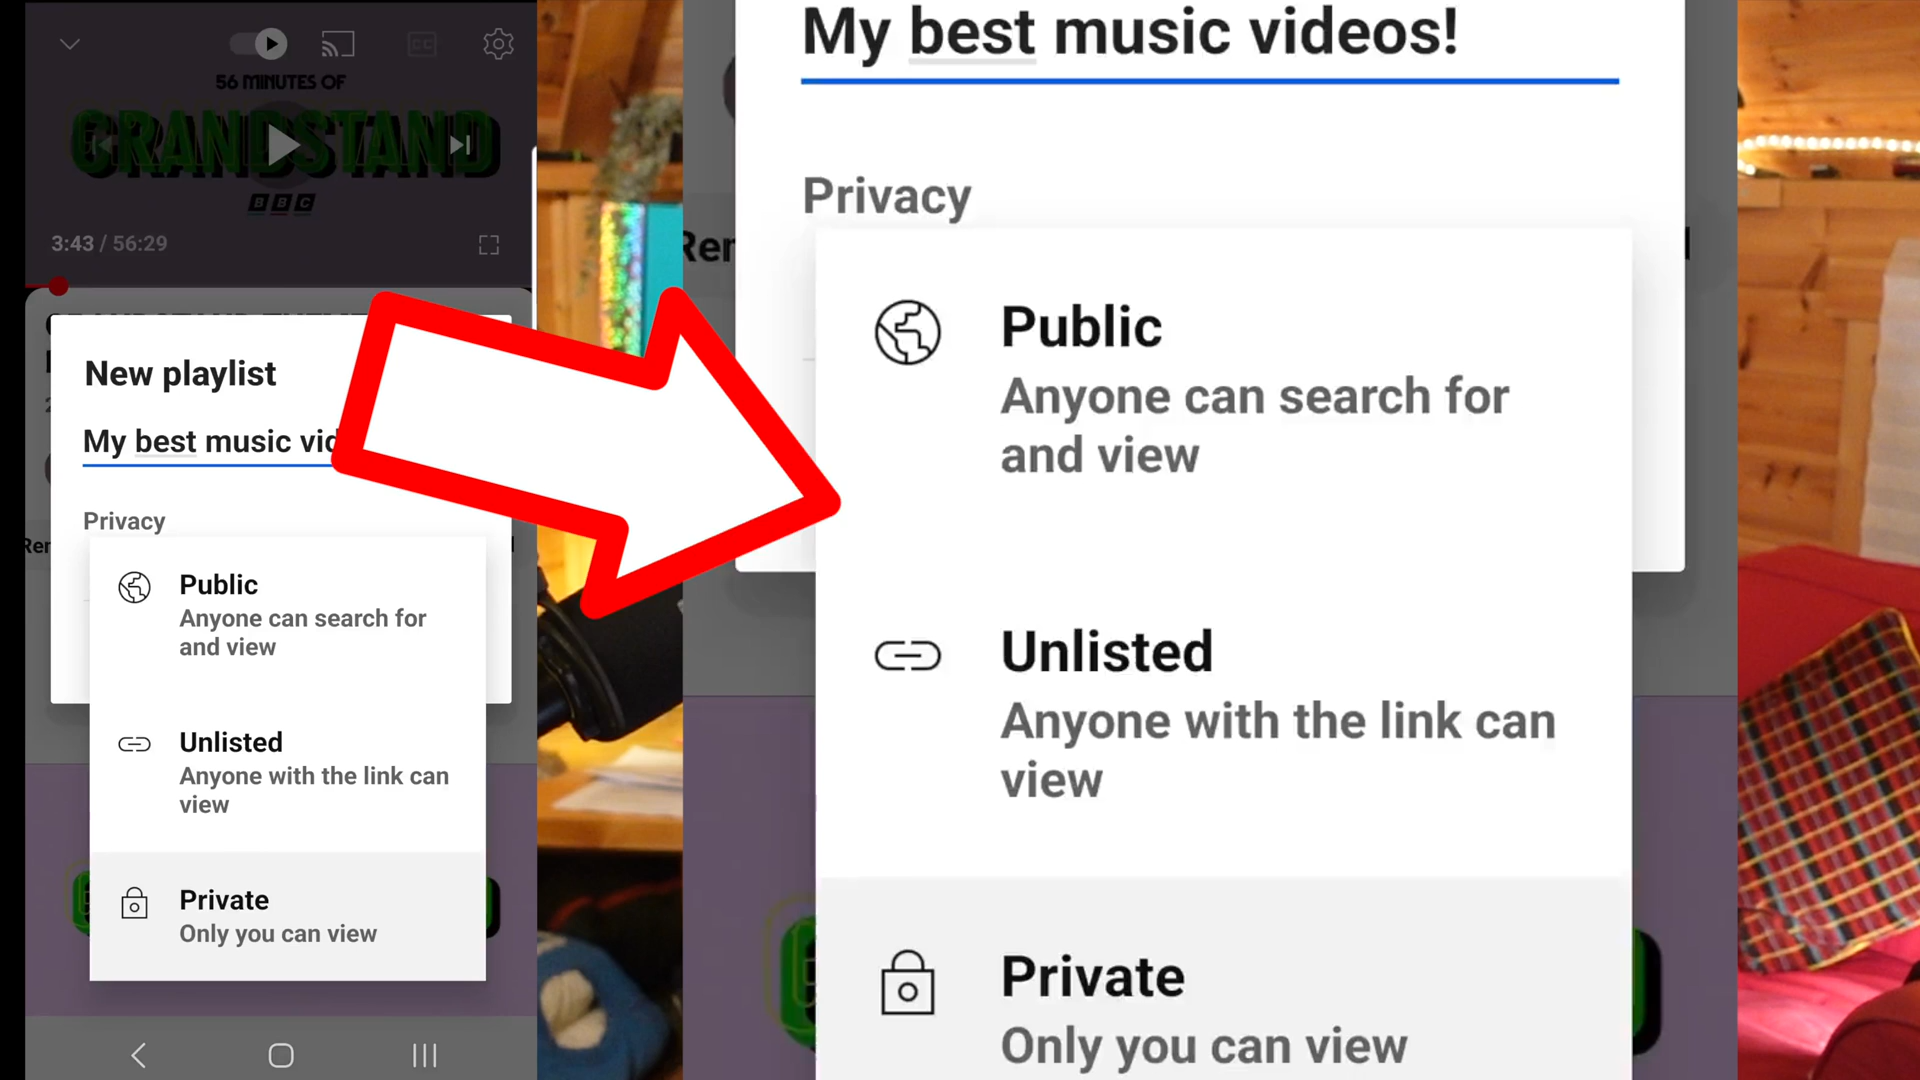 56 MINUTES OF
GRANDSTAND
BBC
3:43 / 56:29
New playlist
My best music vid
Privacy
Rer
Public
Anyone can search for
and view
Unlisted
Anyone with the link can
view
Private
Only you can view
My best music videos!
Privacy
Rer
Public
Anyone can search for
and view
Unlisted
Anyone with the link can
view
Private
Only you can view